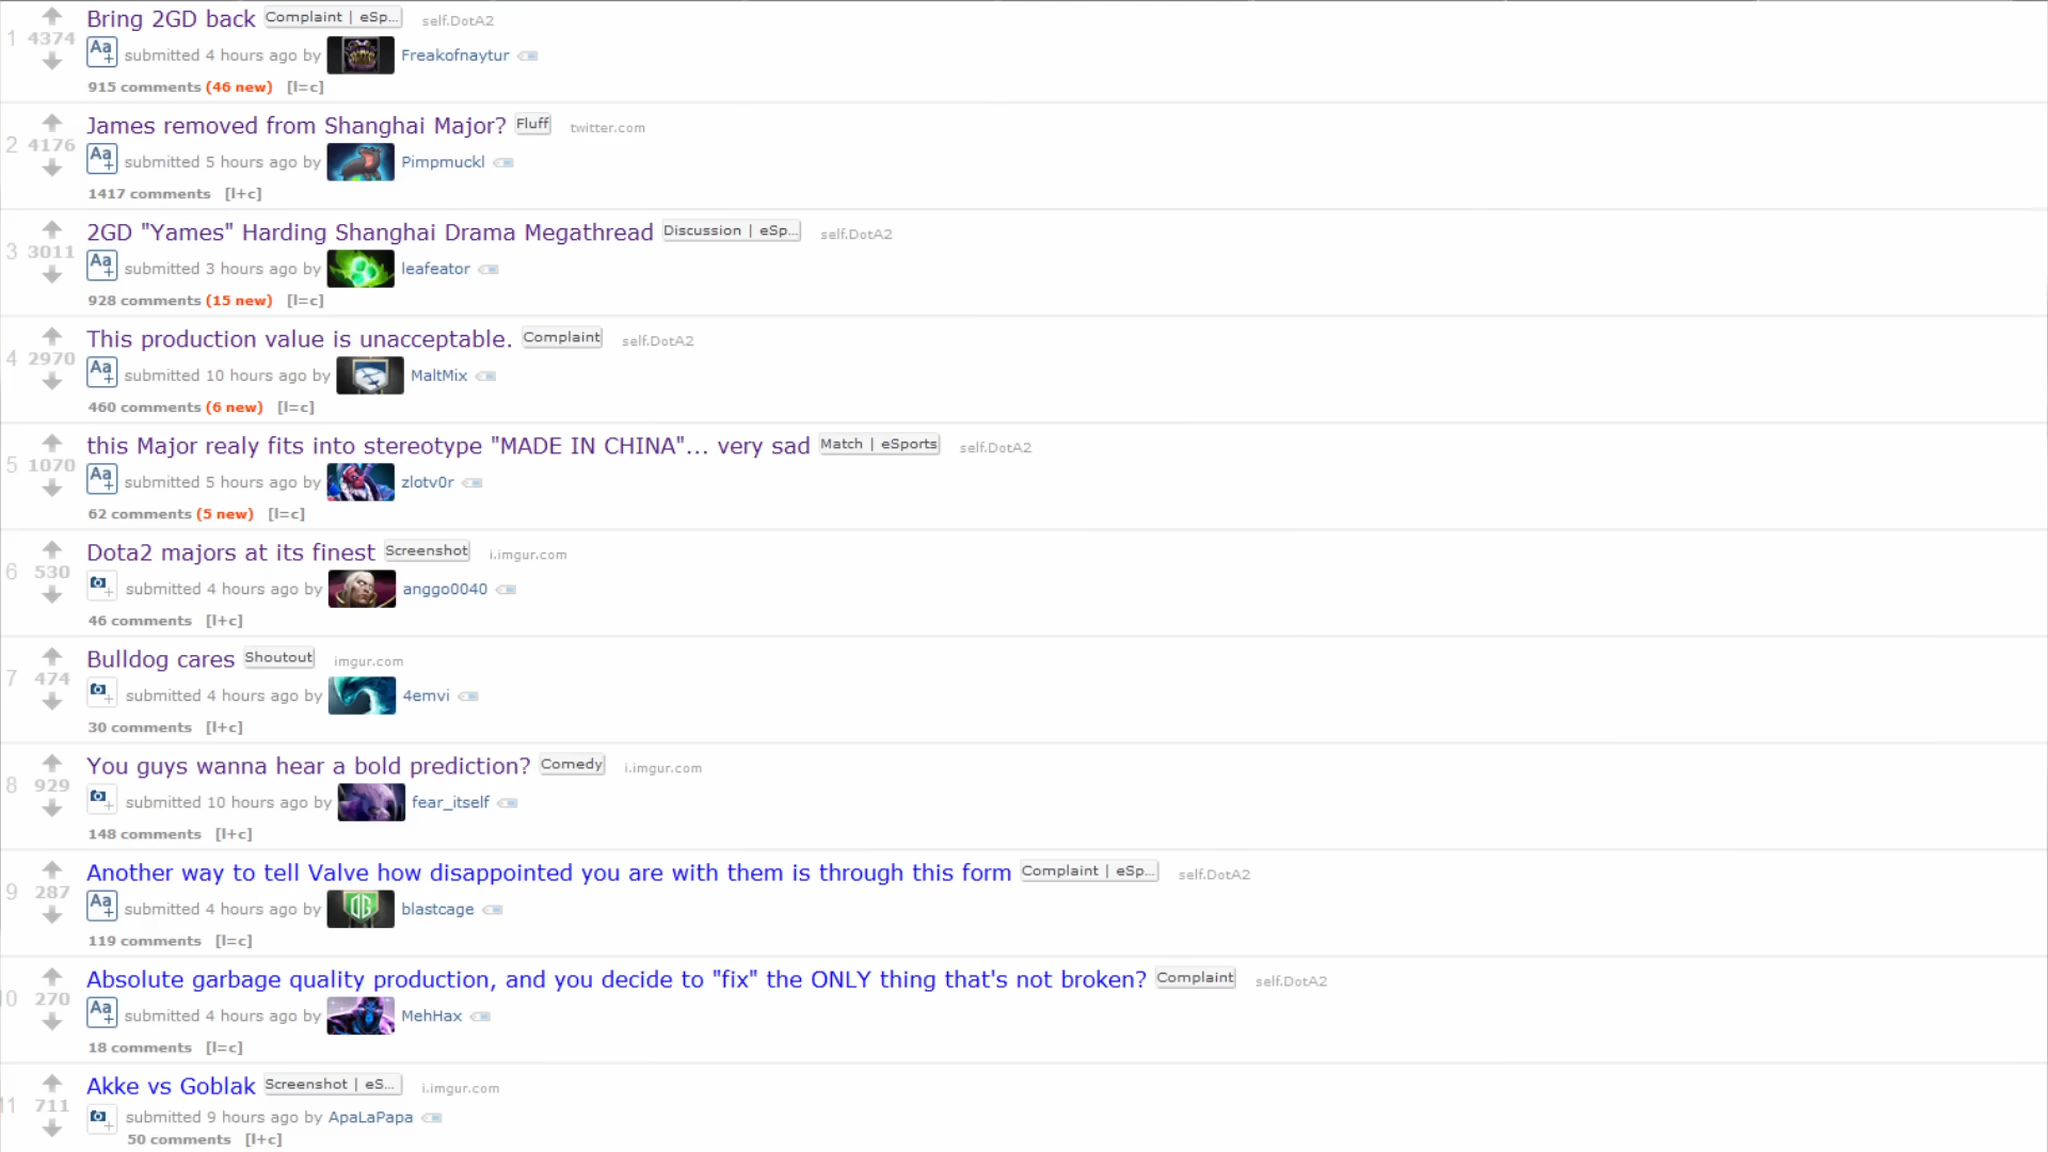 Bring 2GD back Complaint | eSp... self.DotA2
1 4374
Aa+ submitted 4 hours ago by Freakofnaytur
915 comments (46 new) [l=c]
James removed from Shanghai Major? Fluff twitter.com
2 4176
Aa+ submitted 5 hours ago by Pimpmuckl
1417 comments [l+c]
2GD "Yames" Harding Shanghai Drama Megathread Discussion | eSp... self.DotA2
3 3011
Aa+ submitted 3 hours ago by leafeator
928 comments (15 new) [l=c]
This production value is unacceptable. Complaint self.DotA2
4 2970
Aa+ submitted 10 hours ago by MaltMix
460 comments (6 new) [l=c]
this Major realy fits into stereotype "MADE IN CHINA"... very sad Match | eSports self.DotA2
5 1070
Aa+ submitted 5 hours ago by zlotv0r
62 comments (5 new) [l=c]
Dota2 majors at its finest Screenshot i.imgur.com
6 530
submitted 4 hours ago by anggo0040
46 comments [l+c]
Bulldog cares Shoutout imgur.com
7 474
submitted 4 hours ago by 4emvi
30 comments [l+c]
You guys wanna hear a bold prediction? Comedy i.imgur.com
8 929
submitted 10 hours ago by fear_itself
148 comments [l+c]
Another way to tell Valve how disappointed you are with them is through this form Complaint | eSp... self.DotA2
9 287
Aa+ submitted 4 hours ago by blastcage
119 comments [l=c]
Absolute garbage quality production, and you decide to "fix" the ONLY thing that's not broken? Complaint self.DotA2
10 270
Aa+ submitted 4 hours ago by MehHax
18 comments [l=c]
Akke vs Goblak Screenshot | eS... i.imgur.com
11 711
submitted 9 hours ago by ApaLaPapa
50 comments [l+c]